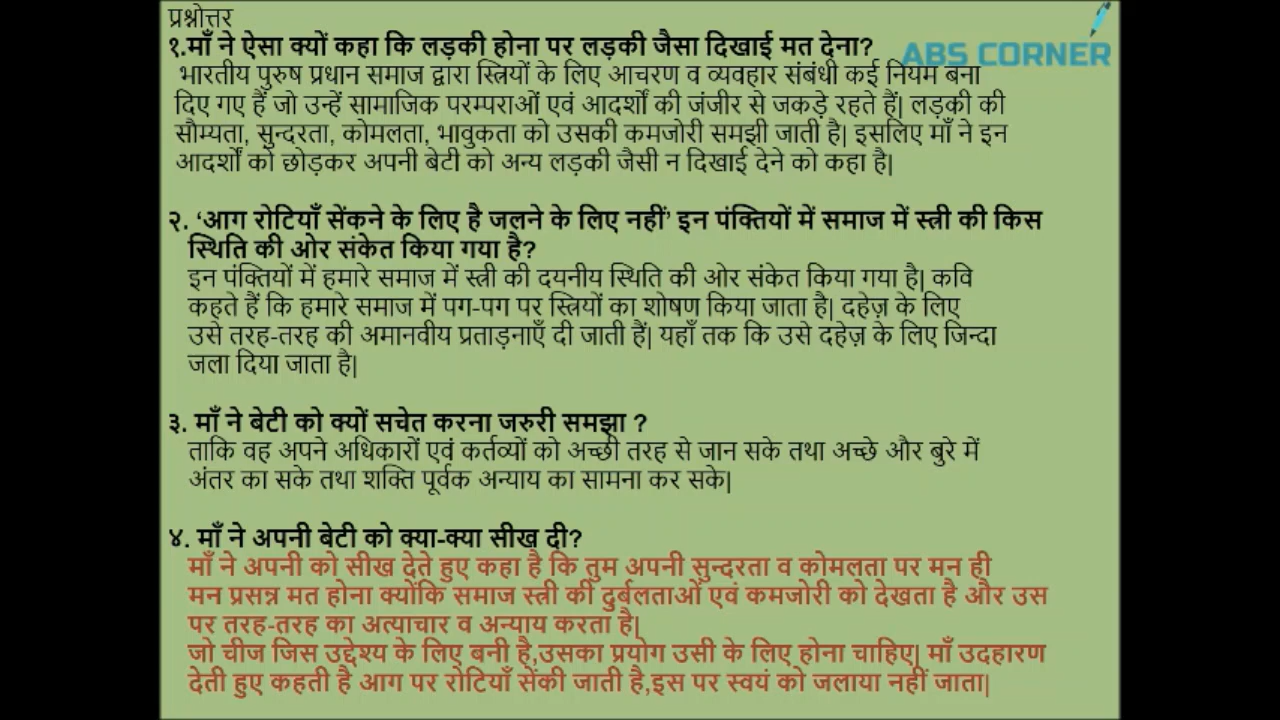 प्रश्नोत्तर
१.माँ ने ऐसा क्यों कहा कि लड़की होना पर लड़की जैसा दिखाई मत देना?
ABS CORNER
भारतीय पुरुष प्रधान समाज द्वारा स्त्रियों के लिए आचरण व व्यवहार संबंधी कई नियम बना
दिए गए हैं जो उन्हें सामाजिक परम्पराओं एवं आदर्शों की जंजीर से जकड़े रहते हैं| लड़की की
सौम्यता, सुन्दरता, कोमलता, भावुकता को उसकी कमजोरी समझी जाती है| इसलिए माँ ने इन
आदर्शों को छोड़कर अपनी बेटी को अन्य लड़की जैसी न दिखाई देने को कहा है|
२. ‘आग रोटियाँ सेंकने के लिए है जलने के लिए नहीं’ इन पंक्तियों में समाज में स्त्री की किस
स्थिति की ओर संकेत किया गया है?
इन पंक्तियों में हमारे समाज में स्त्री की दयनीय स्थिति की ओर संकेत किया गया है| कवि
कहते हैं कि हमारे समाज में पग-पग पर स्त्रियों का शोषण किया जाता है| दहेज़ के लिए
उसे तरह-तरह की अमानवीय प्रताड़नाएँ दी जाती हैं| यहाँ तक कि उसे दहेज़ के लिए जिन्दा
जला दिया जाता है|
३. माँ ने बेटी को क्यों सचेत करना जरुरी समझा ?
ताकि वह अपने अधिकारों एवं कर्तव्यों को अच्छी तरह से जान सके तथा अच्छे और बुरे में
अंतर का सके तथा शक्ति पूर्वक अन्याय का सामना कर सके|
४. माँ ने अपनी बेटी को क्या-क्या सीख दी?
माँ ने अपनी को सीख देते हुए कहा है कि तुम अपनी सुन्दरता व कोमलता पर मन ही
मन प्रसन्न मत होना क्योंकि समाज स्त्री की दुर्बलताओं एवं कमजोरी को देखता है और उस
पर तरह-तरह का अत्याचार व अन्याय करता है|
जो चीज जिस उद्देश्य के लिए बनी है,उसका प्रयोग उसी के लिए होना चाहिए| माँ उदहारण
देती हुए कहती है आग पर रोटियाँ सेंकी जाती है,इस पर स्वयं को जलाया नहीं जाता|